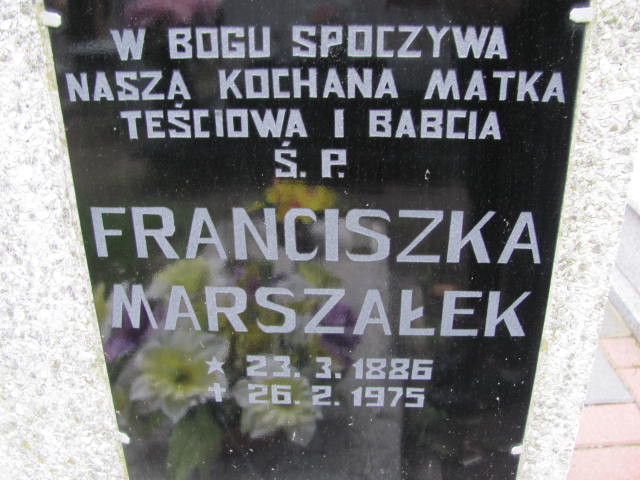 W BOGU SPOCZYWA
NASZA KOCHANA MATKA
TEŚCIOWA I BABCIA
Ś. P.
FRANCISZKA
MARSZAŁEK
★ 23. 3. 1886
✝ 26. 2. 1975